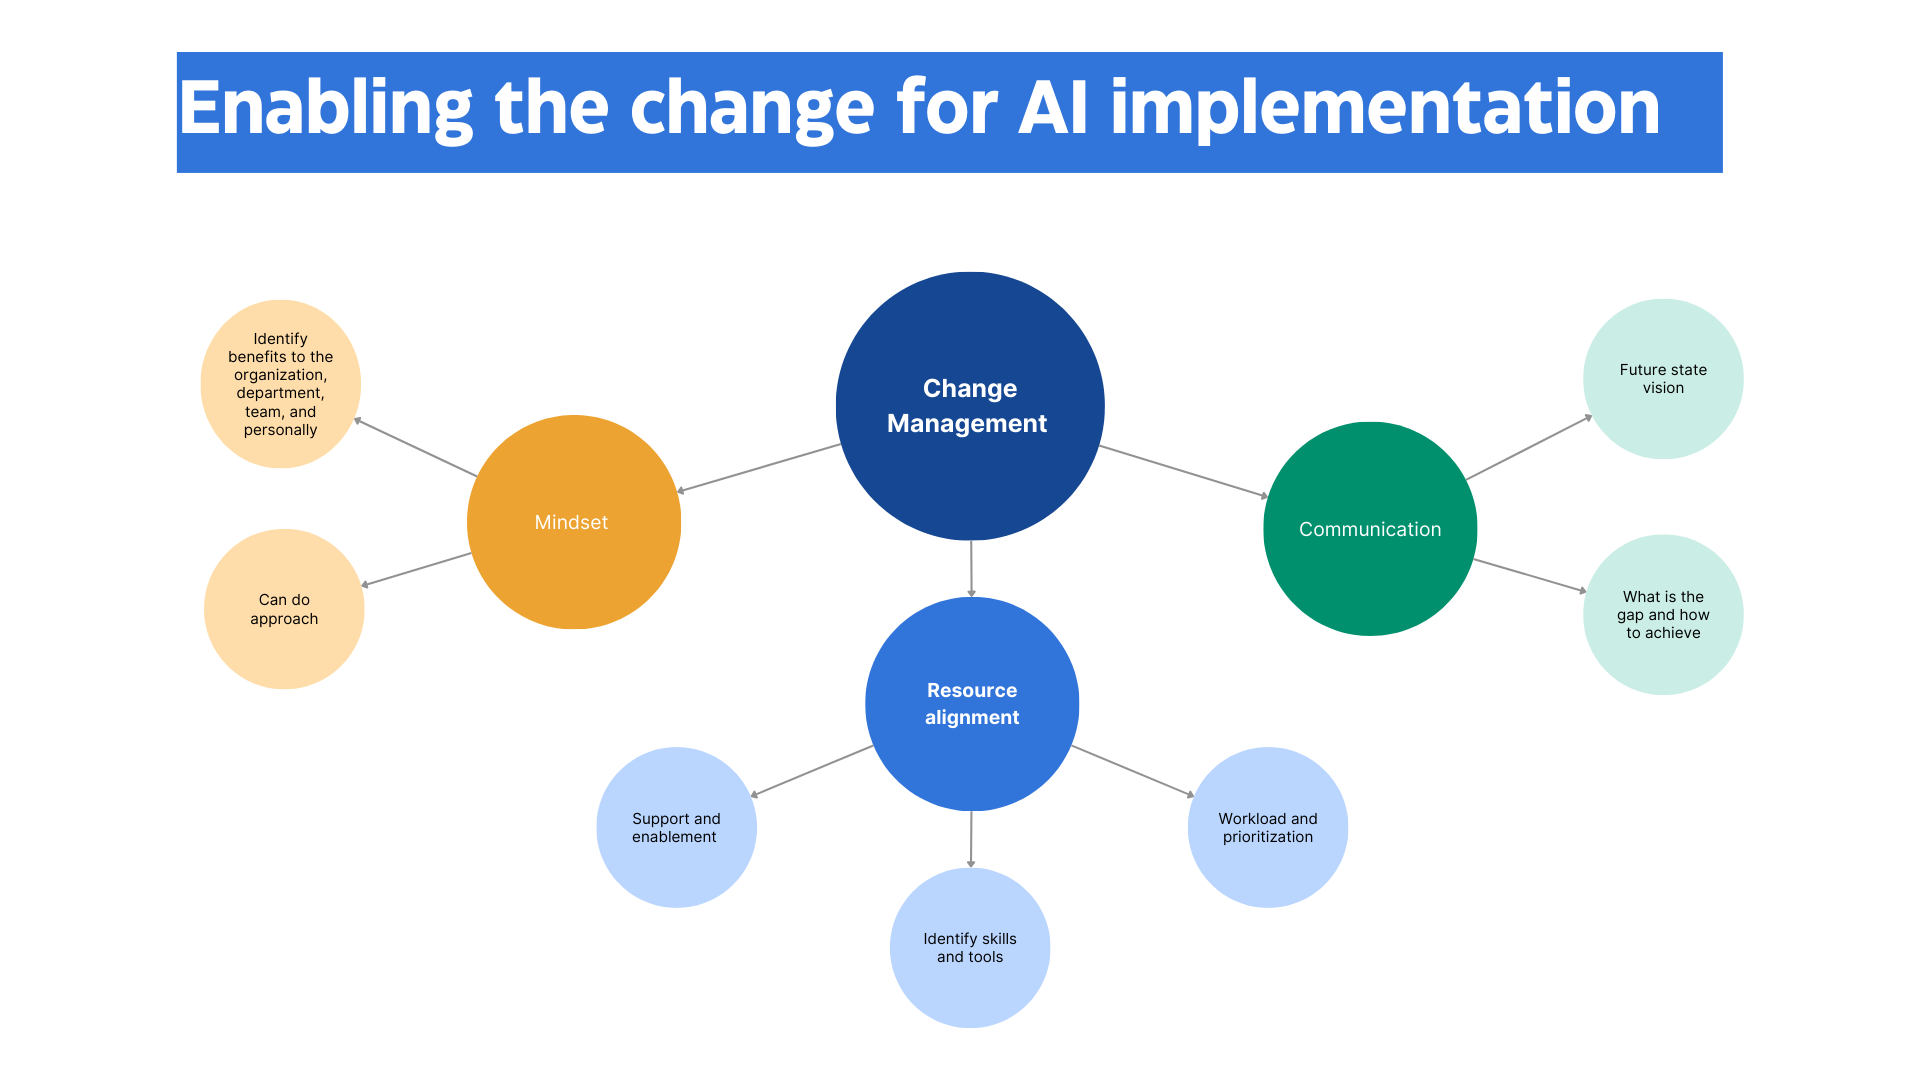 Enabling the change for AI implementation
Change
Management
Identify
benefits to the
organization,
department,
team, and
personally
Can do
approach
Mindset
Communication
Future state
vision
What is the
gap and how
to achieve
Resource
alignment
Support and
enablement
Identify skills
and tools
Workload and
prioritization